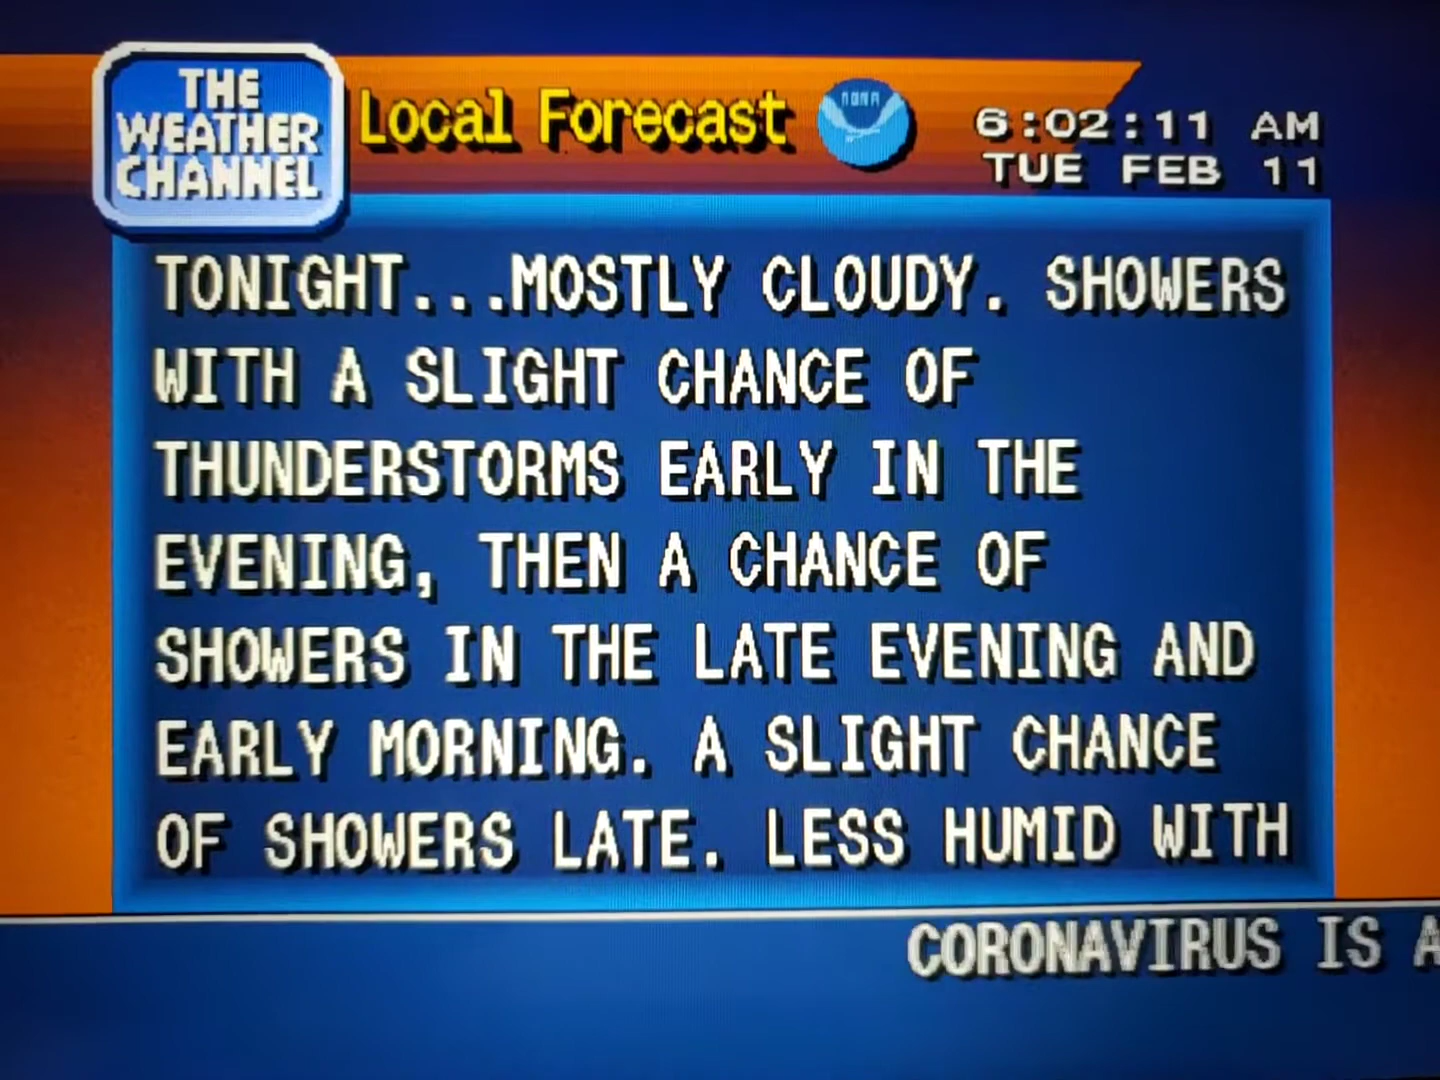 THE
WEATHER
CHANNEL
Local Forecast
NOAA
6:02:11 AM
TUE FEB 11
TONIGHT...MOSTLY CLOUDY. SHOWERS
WITH A SLIGHT CHANCE OF
THUNDERSTORMS EARLY IN THE
EVENING, THEN A CHANCE OF
SHOWERS IN THE LATE EVENING AND
EARLY MORNING. A SLIGHT CHANCE
OF SHOWERS LATE. LESS HUMID WITH
CORONAVIRUS IS A